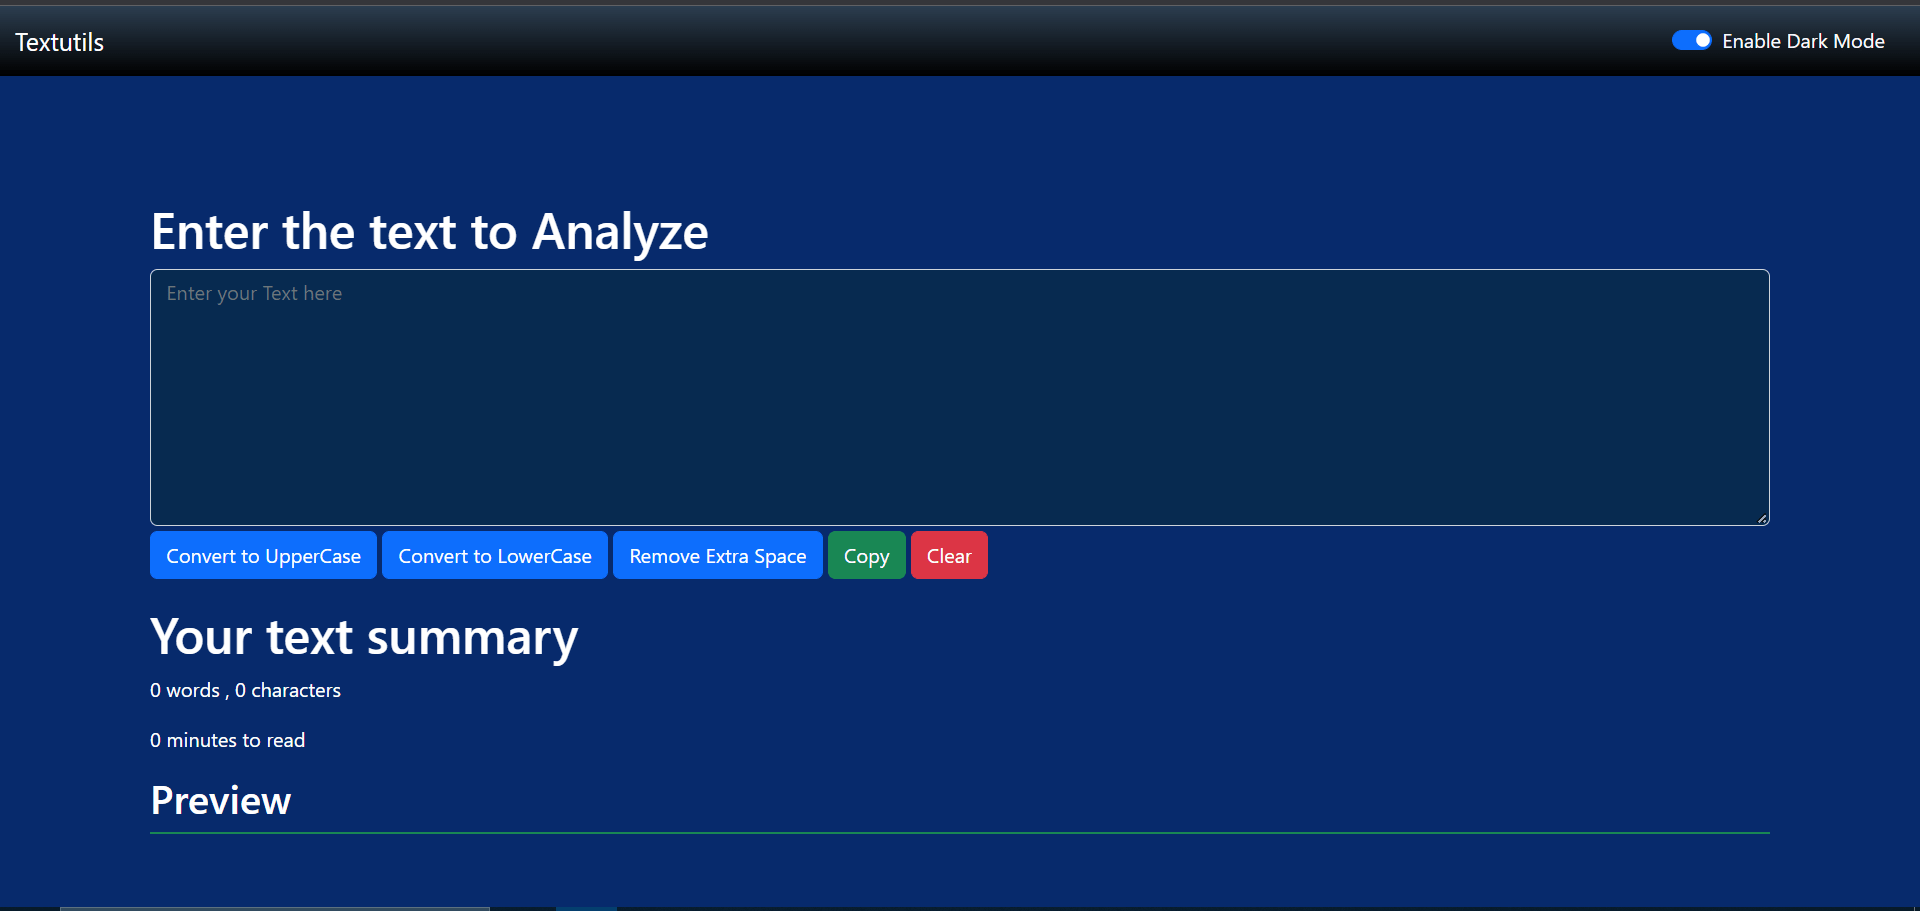 Textutils
Enable Dark Mode
Enter the text to Analyze
Enter your Text here
Convert to UpperCase Convert to LowerCase Remove Extra Space Copy Clear
Your text summary
0 words , 0 characters
0 minutes to read
Preview